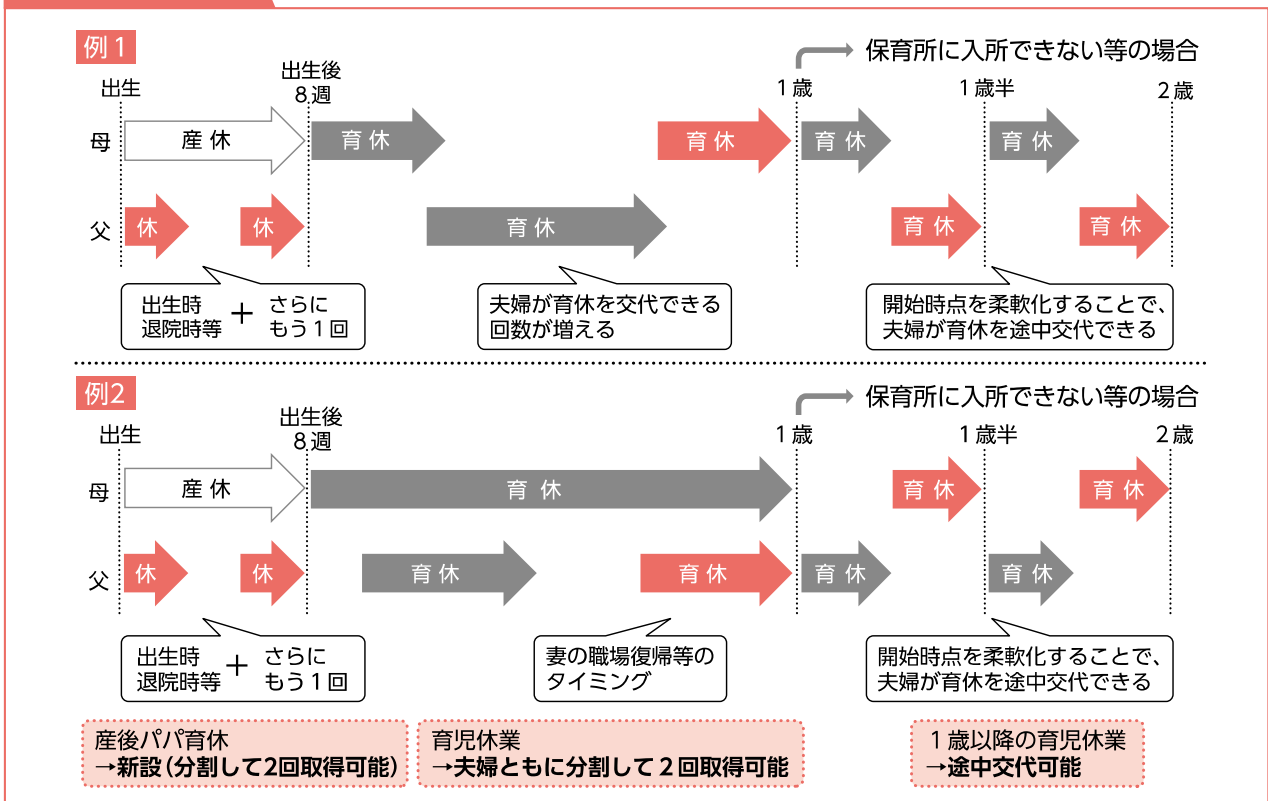 例1
保育所に入所できない等の場合
出生
出生後
8週
1歳
1歳半
2歳
母
産休
育休
育休
育休
育休
父
休
休
育休
育休
育休
出生時
退院時等
+
さらに
もう1回
夫婦が育休を交代できる
回数が増える
開始時点を柔軟化することで、
夫婦が育休を途中交代できる
例2
保育所に入所できない等の場合
出生
出生後
8週
1歳
1歳半
2歳
母
産休
育休
育休
育休
父
休
休
育休
育休
育休
育休
出生時
退院時等
+
さらに
もう1回
妻の職場復帰等の
タイミング
開始時点を柔軟化することで、
夫婦が育休を途中交代できる
産後パパ育休
→新設(分割して2回取得可能)
育児休業
→夫婦ともに分割して2回取得可能
1歳以降の育児休業
→途中交代可能